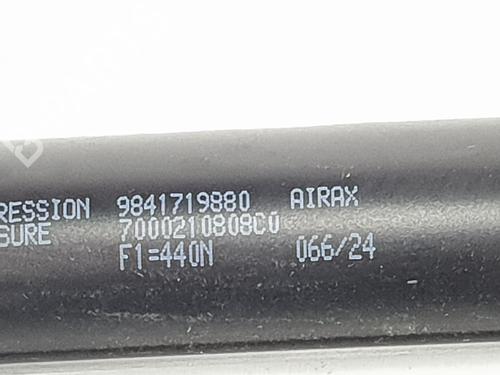 RESSION 9841719880 AIRAX
SURE 7000210808C0
F1=440N 066/24